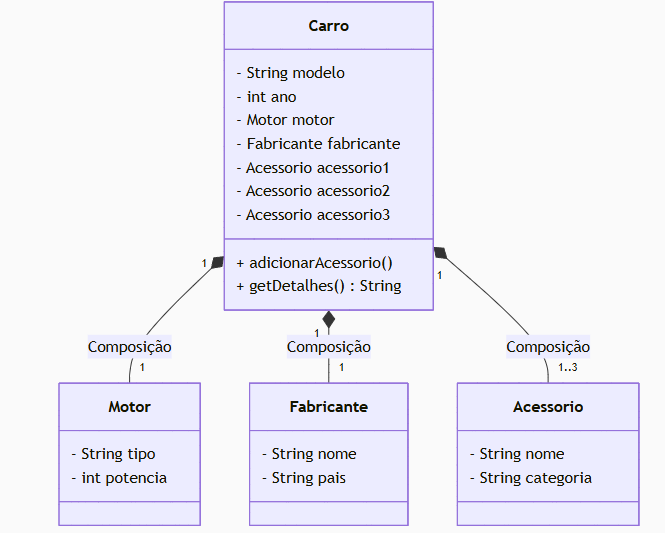 Carro
- String modelo
- int ano
- Motor motor
- Fabricante fabricante
- Acessorio acessorio1
- Acessorio acessorio2
- Acessorio acessorio3
+ adicionarAcessorio()
+ getDetalhes() : String
1
1
1
Composição
Composição
Composição
1
1
1..3
Motor
- String tipo
- int potencia
Fabricante
- String nome
- String pais
Acessorio
- String nome
- String categoria